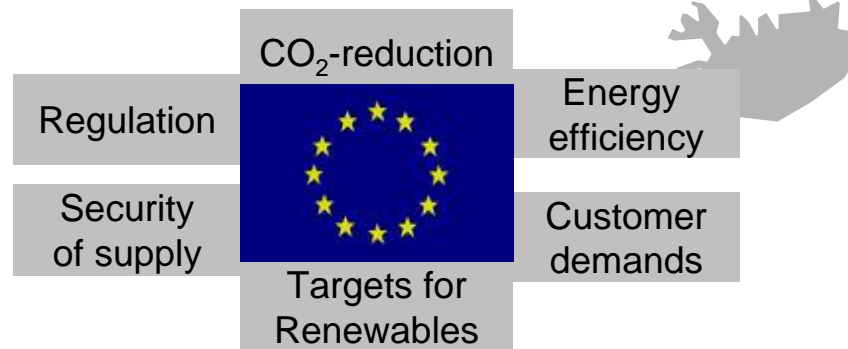 CO₂-reduction
Regulation
Energy
efficiency
Security
of supply
Customer
demands
Targets for
Renewables